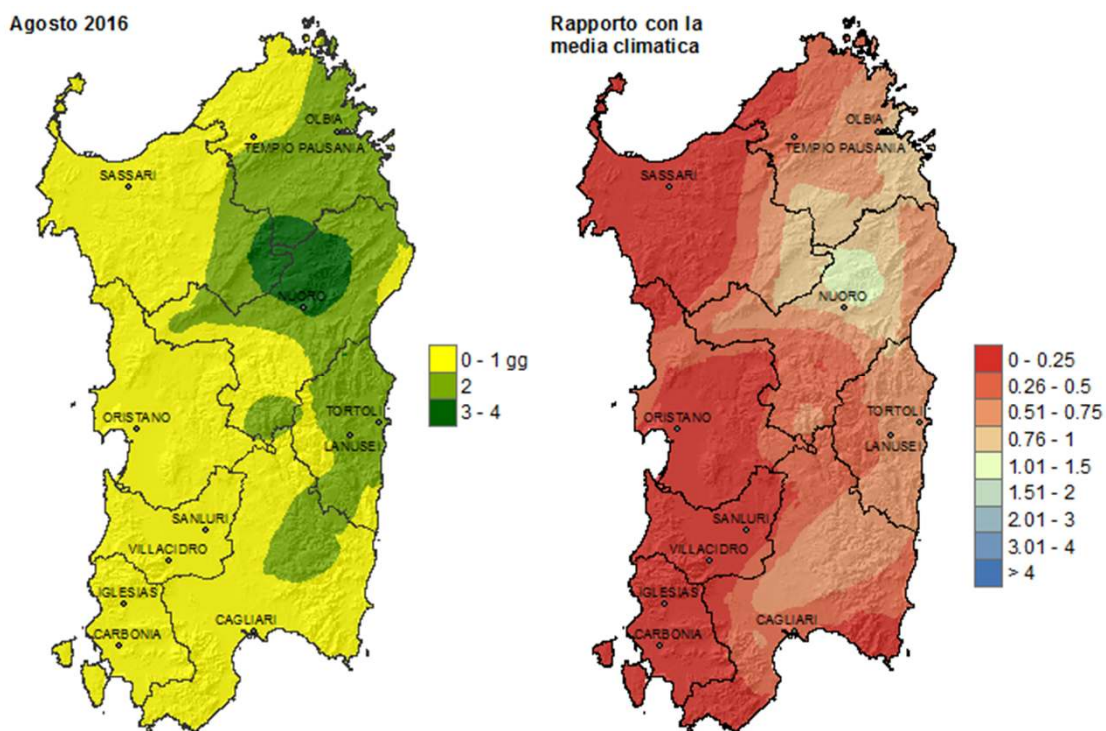 Agosto 2016
OLBIA
TEMPIO PAUSANIA
SASSARI
NUORO
ORISTANO
TORTOLI
LANUSEI
SANLURI
VILLACIDRO
IGLESIAS
CARBONIA
CAGLIARI
0 - 1 gg
2
3 - 4
Rapporto con la
media climatica
OLBIA
TEMPIO PAUSANIA
SASSARI
NUORO
ORISTANO
TORTOLI
LANUSEI
SANLURI
VILLACIDRO
IGLESIAS
CARBONIA
CAGLIARI
0 - 0.25
0.26 - 0.5
0.51 - 0.75
0.76 - 1
1.01 - 1.5
1.51 - 2
2.01 - 3
3.01 - 4
> 4